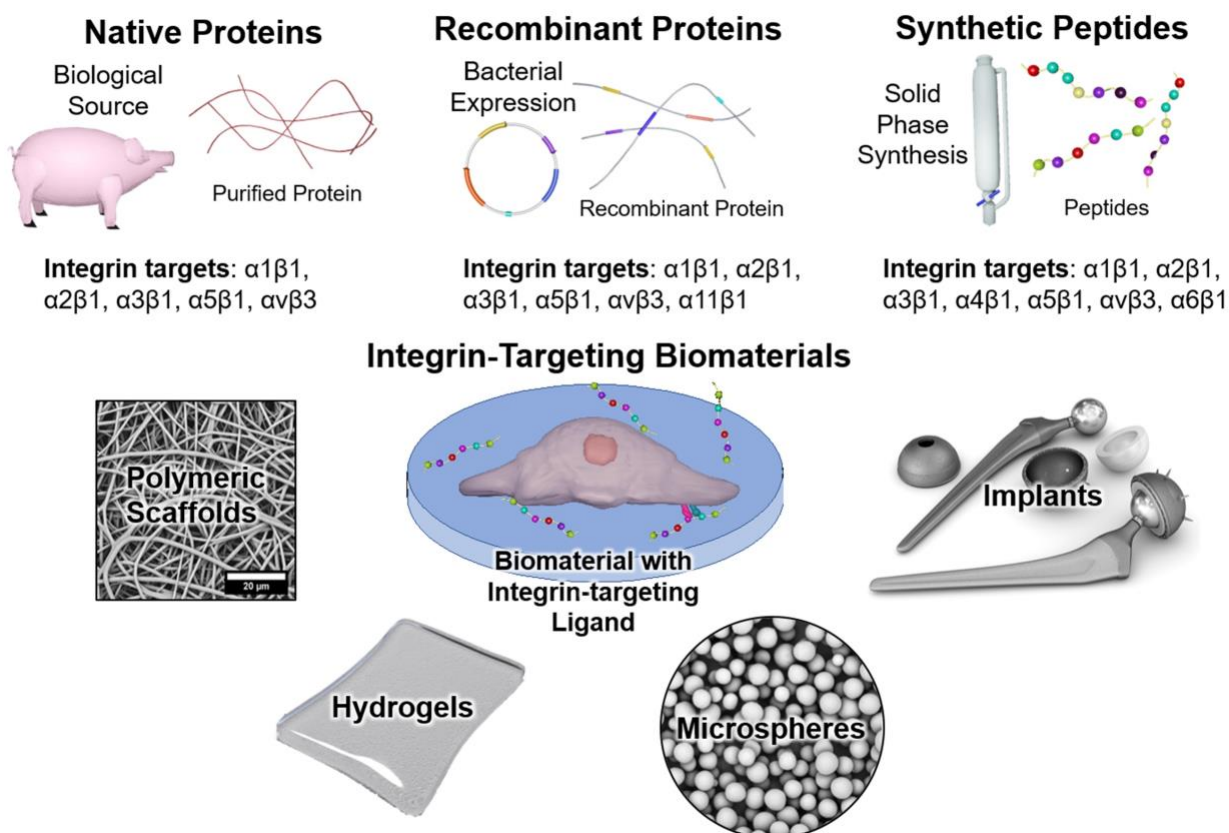 Native Proteins
Biological
Source
Purified Protein
Integrin targets: α1β1,
α2β1, α3β1, α5β1, αvβ3
Recombinant Proteins
Bacterial
Expression
Recombinant Protein
Integrin targets: α1β1, α2β1,
α3β1, α5β1, αvβ3, α11β1
Synthetic Peptides
Solid
Phase
Synthesis
Peptides
Integrin targets: α1β1, α2β1,
α3β1, α4β1, α5β1, αvβ3, α6β1
Integrin-Targeting Biomaterials
Polymeric
Scaffolds
20 µm
Biomaterial with
Integrin-targeting
Ligand
Implants
Hydrogels
Microspheres